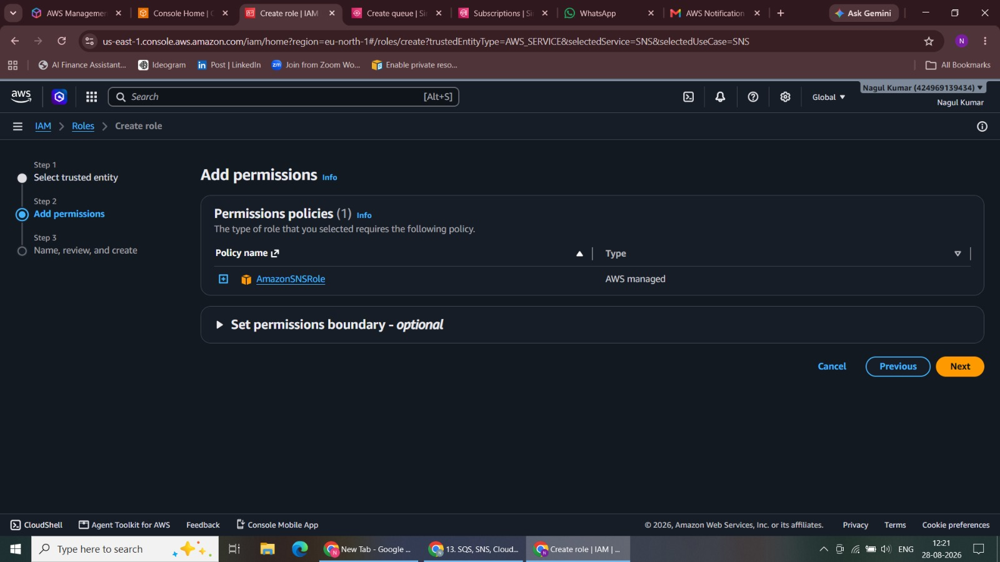 AWS Managemen
Console Home | C
Create role | IAM
Create queue | Si
Subscriptions | Si
WhatsApp
AWS Notification
Ask Gemini
us-east-1.console.aws.amazon.com/iam/home?region=eu-north-1#/roles/create?trustedEntityType=AWS_SERVICE&selectedService=SNS&selectedUseCase=SNS
N
AI Finance Assistant...
Ideogram
Post | LinkedIn
Join from Zoom Wo...
Enable private reso...
All Bookmarks
aws
Search
[Alt+S]
Global
Nagul Kumar (424969139434)
Nagul Kumar
IAM
Roles
Create role
Step 1
Select trusted entity
Step 2
Add permissions
Step 3
Name, review, and create
Add permissions Info
Permissions policies (1) Info
The type of role that you selected requires the following policy.
Policy name
Type
AmazonSNSRole
AWS managed
Set permissions boundary - optional
Cancel
Previous
Next
CloudShell
Agent Toolkit for AWS
Feedback
Console Mobile App
© 2026, Amazon Web Services, Inc. or its affiliates.
Privacy
Terms
Cookie preferences
Type here to search
New Tab - Google ...
13. SQS, SNS, Cloud...
Create role | IAM | ...
ENG
12:21
28-08-2026